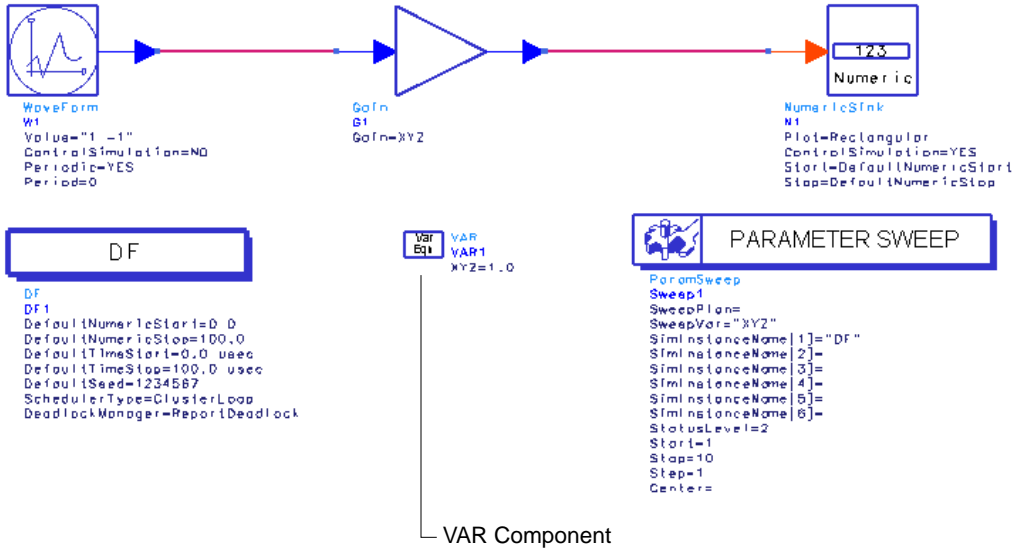 123
Numeric
WaveForm
W1
Value="1 -1"
ControlSimulation=NO
Periodic=YES
Period=0
Gain
G1
Gain=XYZ
NumericSink
N1
Plot=Rectangular
ControlSimulation=YES
Start=DefaultNumericStart
Stop=DefaultNumericStop
DF
DF
DF1
DefaultNumericStart=0.0
DefaultNumericStop=100.0
DefaultTimeStart=0.0 usec
DefaultTimeStop=100.0 usec
DefaultSeed=1234567
SchedulerType=ClusterLoop
DeadlockManager=ReportDeadlock
Var
Eqn
VAR
VAR1
XYZ=1.0
PARAMETER SWEEP
ParamSweep
Sweep1
SweepPlan=
SweepVar="XYZ"
SimInstanceName[1]="DF"
SimInstanceName[2]=
SimInstanceName[3]=
SimInstanceName[4]=
SimInstanceName[5]=
SimInstanceName[6]=
StatusLevel=2
Start=1
Stop=10
Step=1
Center=
VAR Component